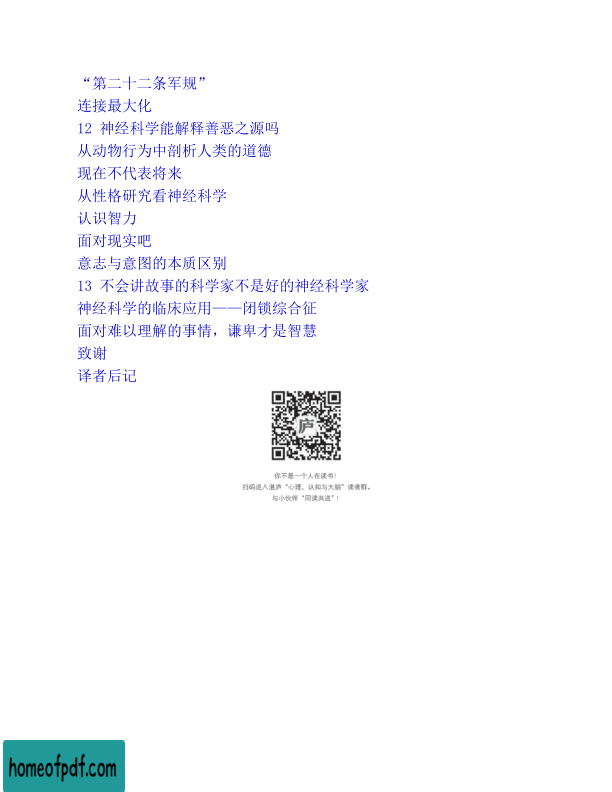 “第二十二条军规”
连接最大化
12 神经科学能解释善恶之源吗
从动物行为中剖析人类的道德
现在不代表将来
从性格研究看神经科学
认识智力
面对现实吧
意志与意图的本质区别
13 不会讲故事的科学家不是好的神经科学家
神经科学的临床应用——闭锁综合征
面对难以理解的事情，谦卑才是智慧
致谢
译者后记
庐
你不是一个人在读书！
扫码进入湛庐“心理、认知与大脑”读者群，
与小伙伴“同读共进”！
homeofpdf.com